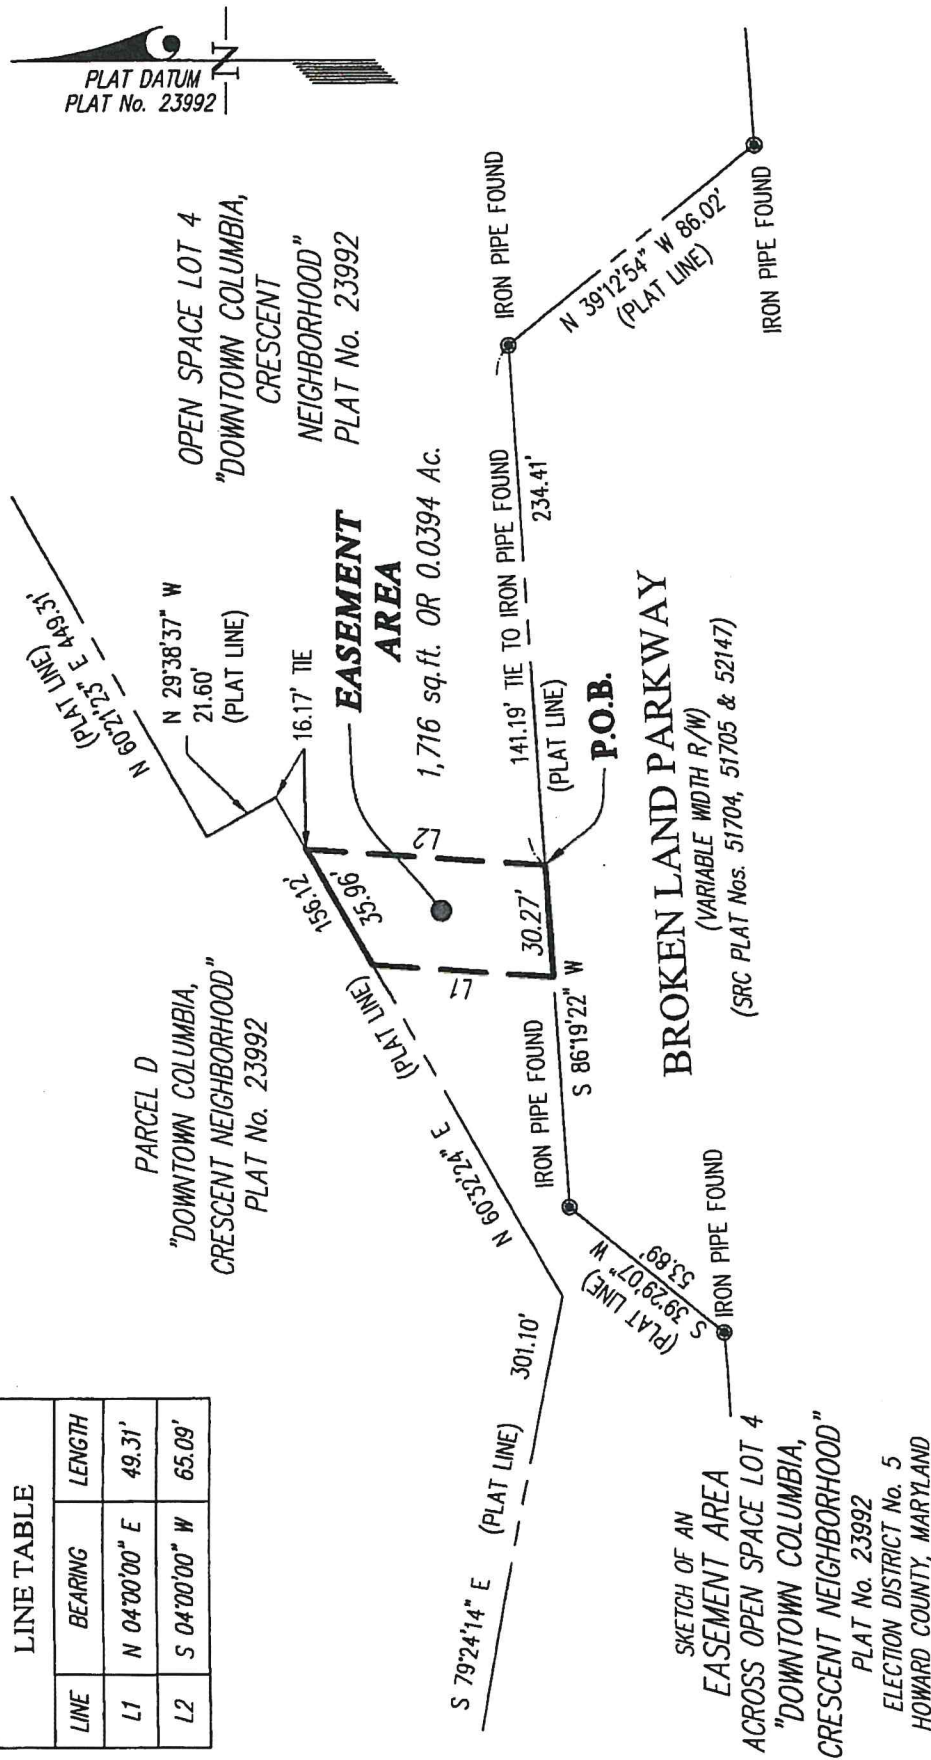 LINE TABLE
LINE BEARING LENGTH
L1 N 04°00'00" E 49.31'
L2 S 04°00'00" W 65.09'
PLAT DATUM
PLAT No. 23992
N
PARCEL D
"DOWNTOWN COLUMBIA,
CRESCENT NEIGHBORHOOD"
PLAT No. 23992
OPEN SPACE LOT 4
"DOWNTOWN COLUMBIA,
CRESCENT
NEIGHBORHOOD"
PLAT No. 23992
(PLAT LINE)
N 60°21'23" E 449.31'
N 29°38'37" W
21.60'
(PLAT LINE)
16.17' TIE
EASEMENT
AREA
1,716 sq.ft. OR 0.0394 Ac.
156.12'
35.96'
L2
L1
30.27'
(PLAT LINE)
N 60°32'24" E
S 79°24'14" E
(PLAT LINE)
301.10'
IRON PIPE FOUND
S 86°19'22" W
141.19' TIE TO IRON PIPE FOUND
(PLAT LINE)
234.41'
IRON PIPE FOUND
N 39°12'54" W 86.02'
(PLAT LINE)
IRON PIPE FOUND
P.O.B.
BROKEN LAND PARKWAY
(VARIABLE WIDTH R/W)
(SRC PLAT Nos. 51704, 51705 & 52147)
(PLAT LINE)
S 39°29'07" W
53.89'
IRON PIPE FOUND
SKETCH OF AN
EASEMENT AREA
ACROSS OPEN SPACE LOT 4
"DOWNTOWN COLUMBIA,
CRESCENT NEIGHBORHOOD"
PLAT No. 23992
ELECTION DISTRICT No. 5
HOWARD COUNTY, MARYLAND